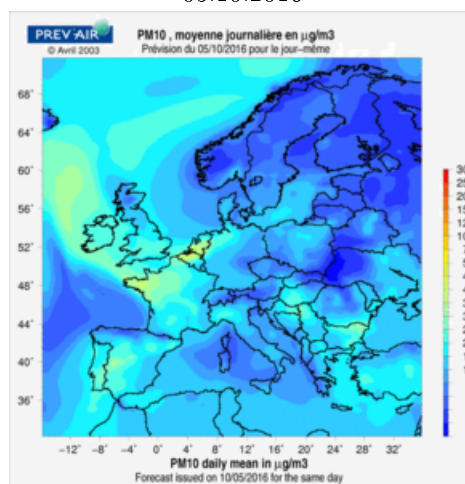 PREV'AIR
© Avril 2003
PM10 , moyenne journalière en µg/m3
Prévision du 05/10/2016 pour le jour-même
68°
64°
60°
56°
52°
48°
44°
40°
36°
−12° −8° −4° 0° 4° 8° 12° 16° 20° 24° 28° 32°
PM10 daily mean in µg/m3
Forecast issued on 10/05/2016 for the same day